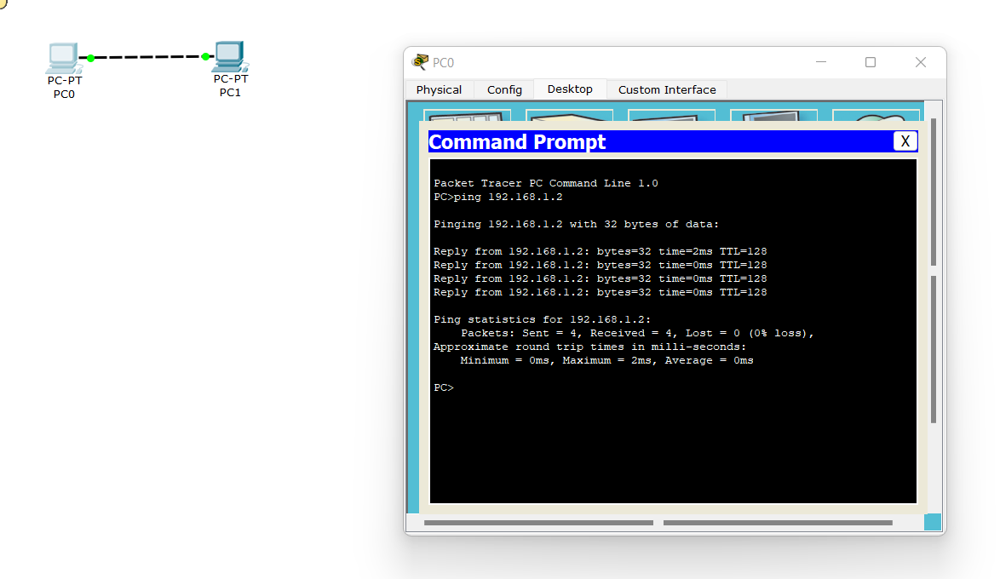 PC-PT
PC0
PC-PT
PC1
PC0
Physical Config Desktop Custom Interface
Command Prompt X
Packet Tracer PC Command Line 1.0
PC>ping 192.168.1.2
Pinging 192.168.1.2 with 32 bytes of data:
Reply from 192.168.1.2: bytes=32 time=2ms TTL=128
Reply from 192.168.1.2: bytes=32 time=0ms TTL=128
Reply from 192.168.1.2: bytes=32 time=0ms TTL=128
Reply from 192.168.1.2: bytes=32 time=0ms TTL=128
Ping statistics for 192.168.1.2:
    Packets: Sent = 4, Received = 4, Lost = 0 (0% loss),
Approximate round trip times in milli-seconds:
    Minimum = 0ms, Maximum = 2ms, Average = 0ms
PC>